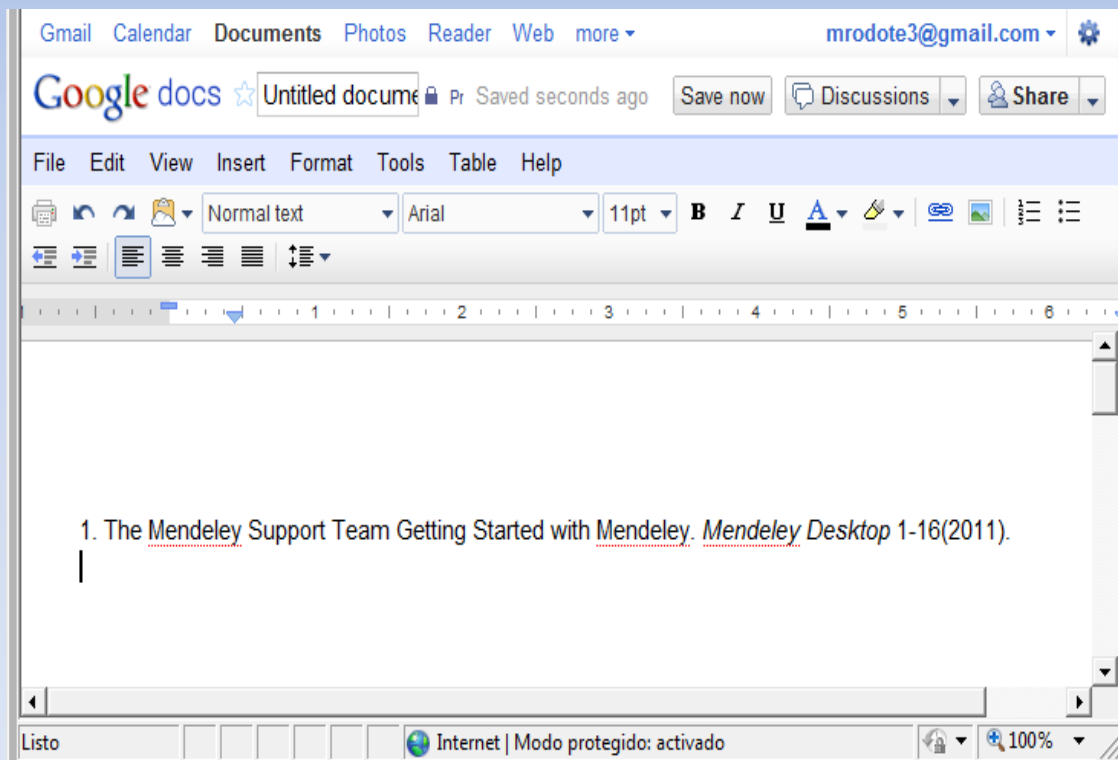 Gmail Calendar Documents Photos Reader Web more mrodote3@gmail.com
Google docs Untitled docume Pr Saved seconds ago Save now Discussions Share
File Edit View Insert Format Tools Table Help
Normal text Arial 11pt B I U A
1 2 3 4 5 6
1. The Mendeley Support Team Getting Started with Mendeley. Mendeley Desktop 1-16(2011).
Listo Internet | Modo protegido: activado 100%